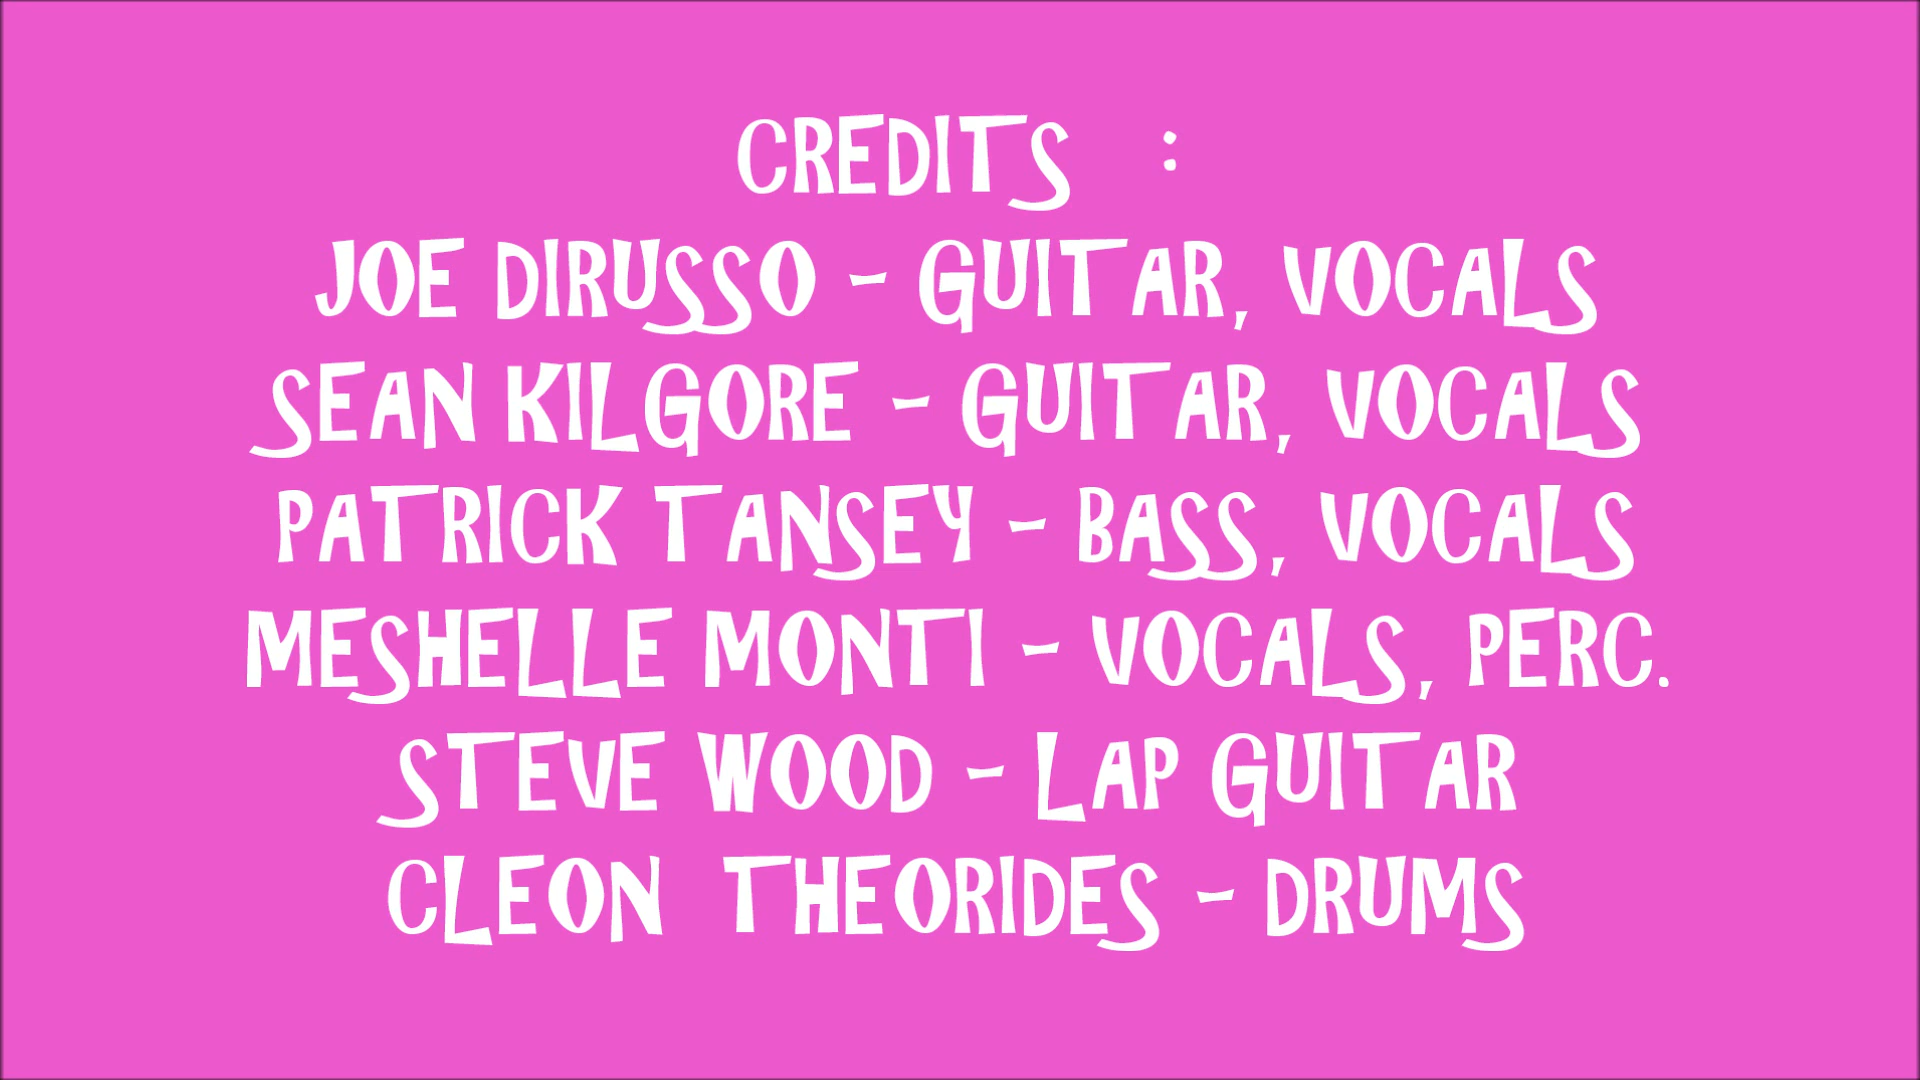 CREDITS :
JOE DIRUSSO - GUITAR, VOCALS
SEAN KILGORE - GUITAR, VOCALS
PATRICK TANSEY - BASS, VOCALS
MESHELLE MONTI - VOCALS, PERC.
STEVE WOOD - LAP GUITAR
CLEON THEORIDES - DRUMS